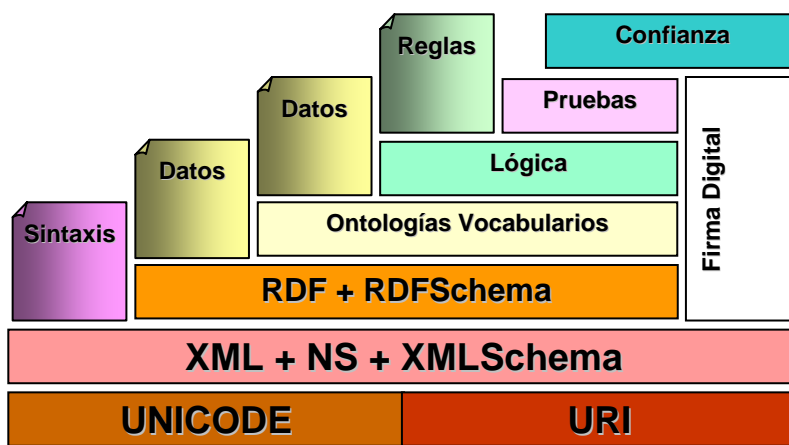 Reglas
Confianza
Datos
Pruebas
Datos
Lógica
Sintaxis
Ontologías Vocabularios
Firma Digital
RDF + RDFSchema
XML + NS + XMLSchema
UNICODE
URI